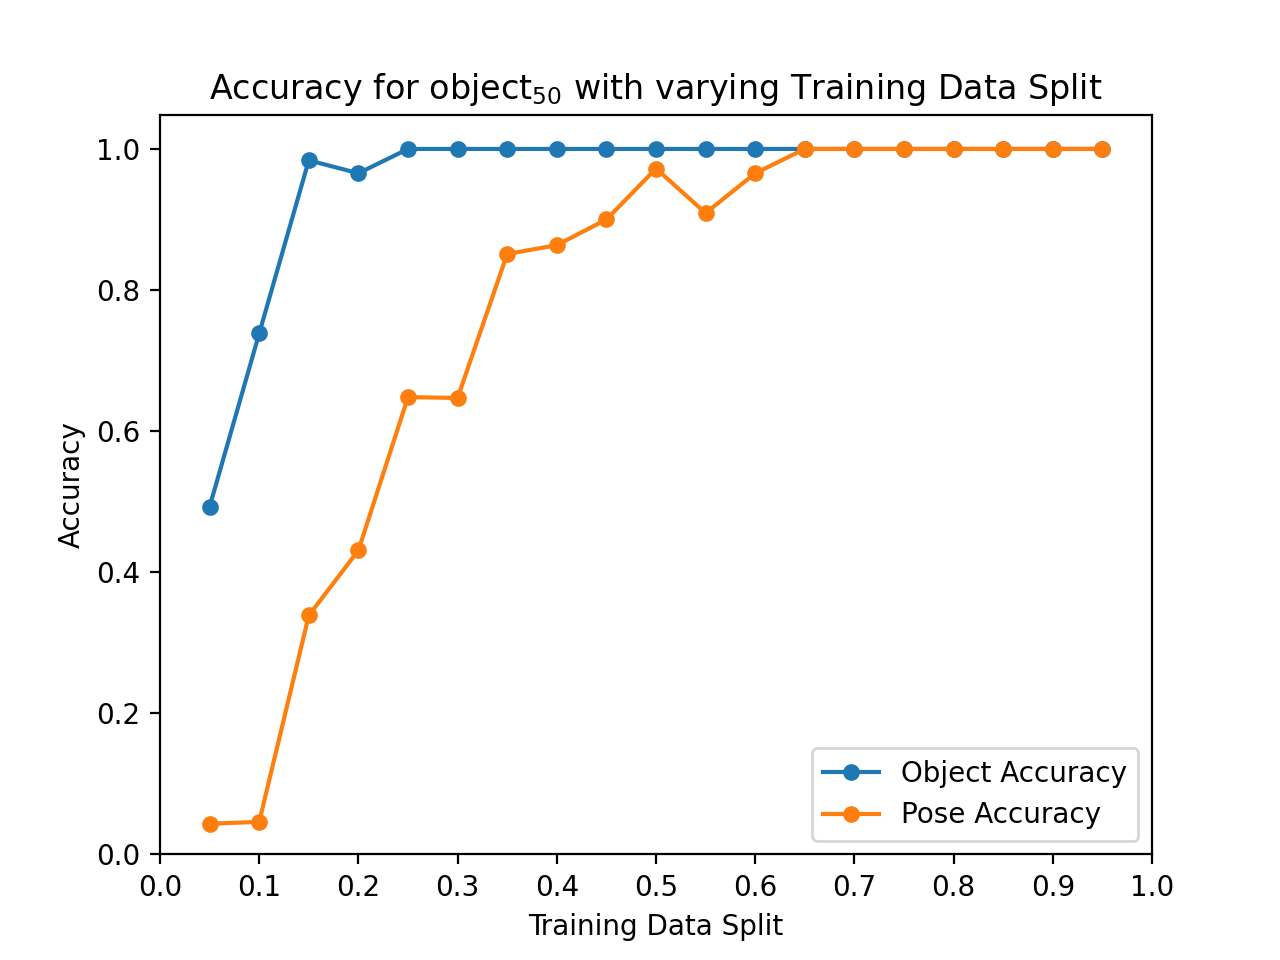 Accuracy for object₅₀ with varying Training Data Split
1.0
0.8
0.6
0.4
0.2
0.0
Accuracy
Object Accuracy
Pose Accuracy
0.0 0.1 0.2 0.3 0.4 0.5 0.6 0.7 0.8 0.9 1.0
Training Data Split